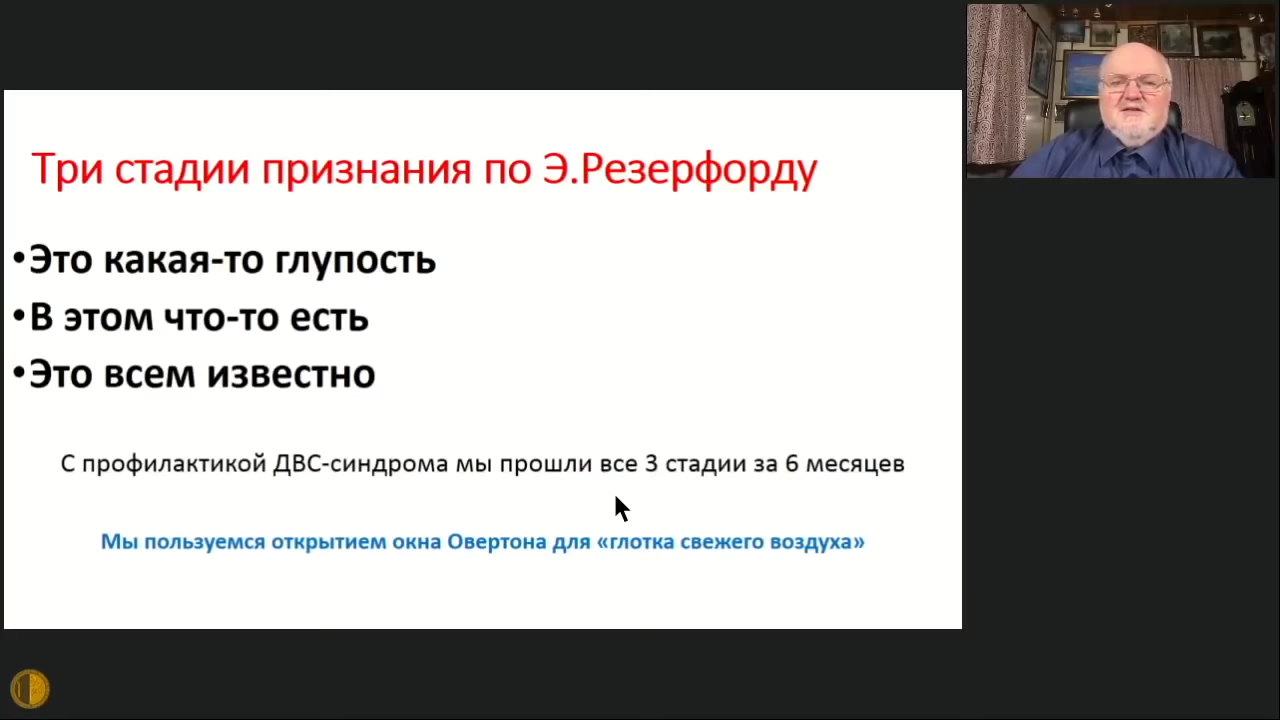 Три стадии признания по Э.Резерфорду
•Это какая-то глупость
•В этом что-то есть
•Это всем известно
С профилактикой ДВС-синдрома мы прошли все 3 стадии за 6 месяцев
Мы пользуемся открытием окна Овертона для «глотка свежего воздуха»